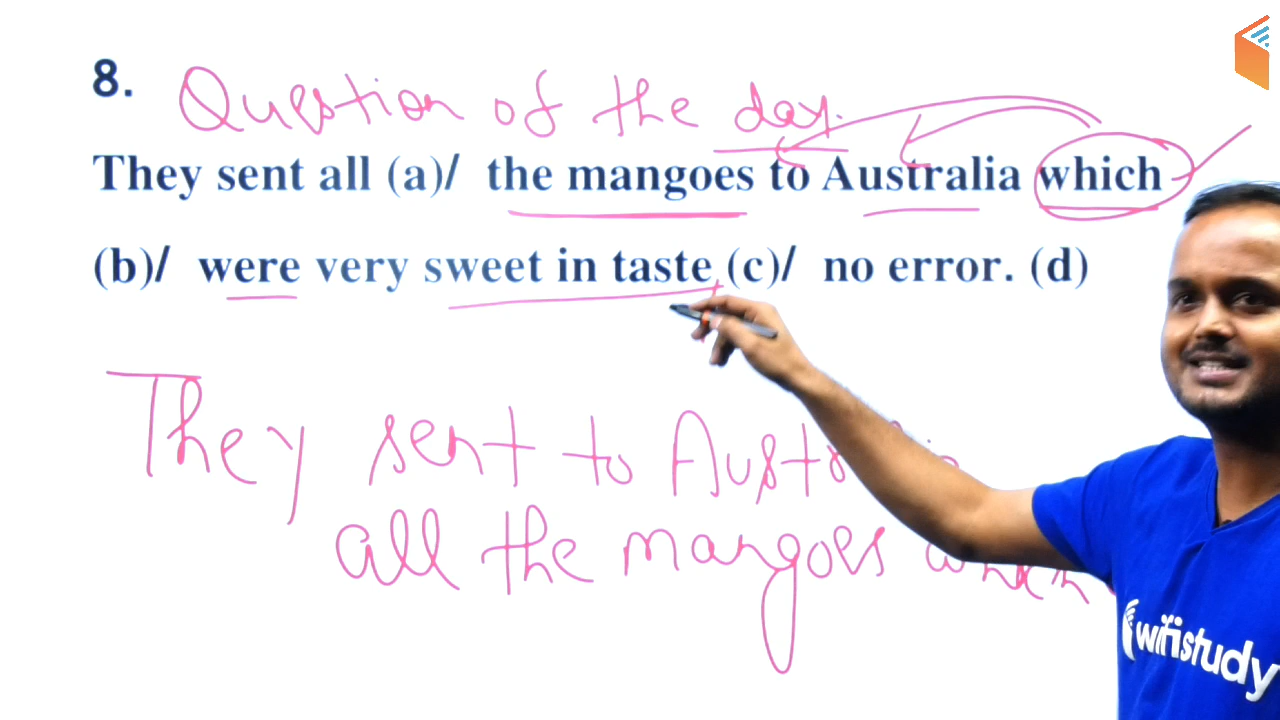 8.
Question of the day.
They sent all (a)/ the mangoes to Australia which
(b)/ were very sweet in taste (c)/ no error. (d)
They sent to
all the mangoes which
wifistudy